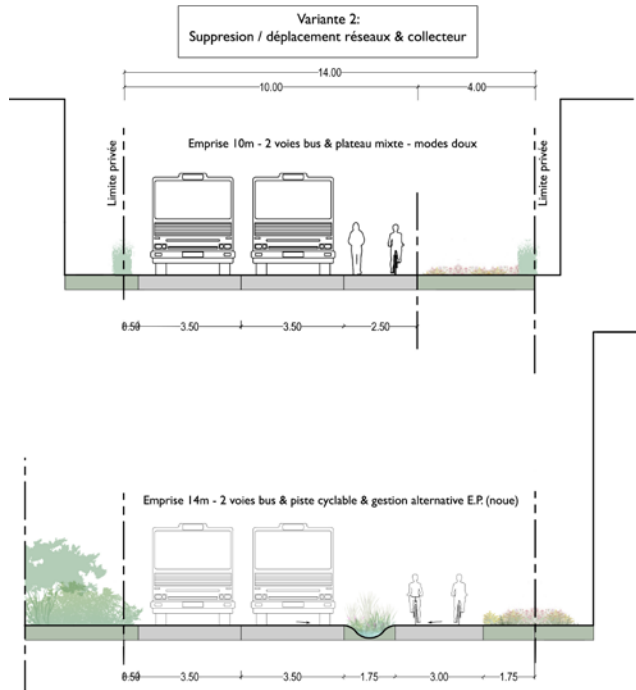 Variante 2:
Suppresion / déplacement réseaux & collecteur
14.00
10.00 4.00
Emprise 10m - 2 voies bus & plateau mixte - modes doux
Limite privée
Limite privée
0.50 3.50 3.50 2.50
Emprise 14m - 2 voies bus & piste cyclable & gestion alternative E.P. (noue)
0.50 3.50 3.50 1.75 3.00 1.75